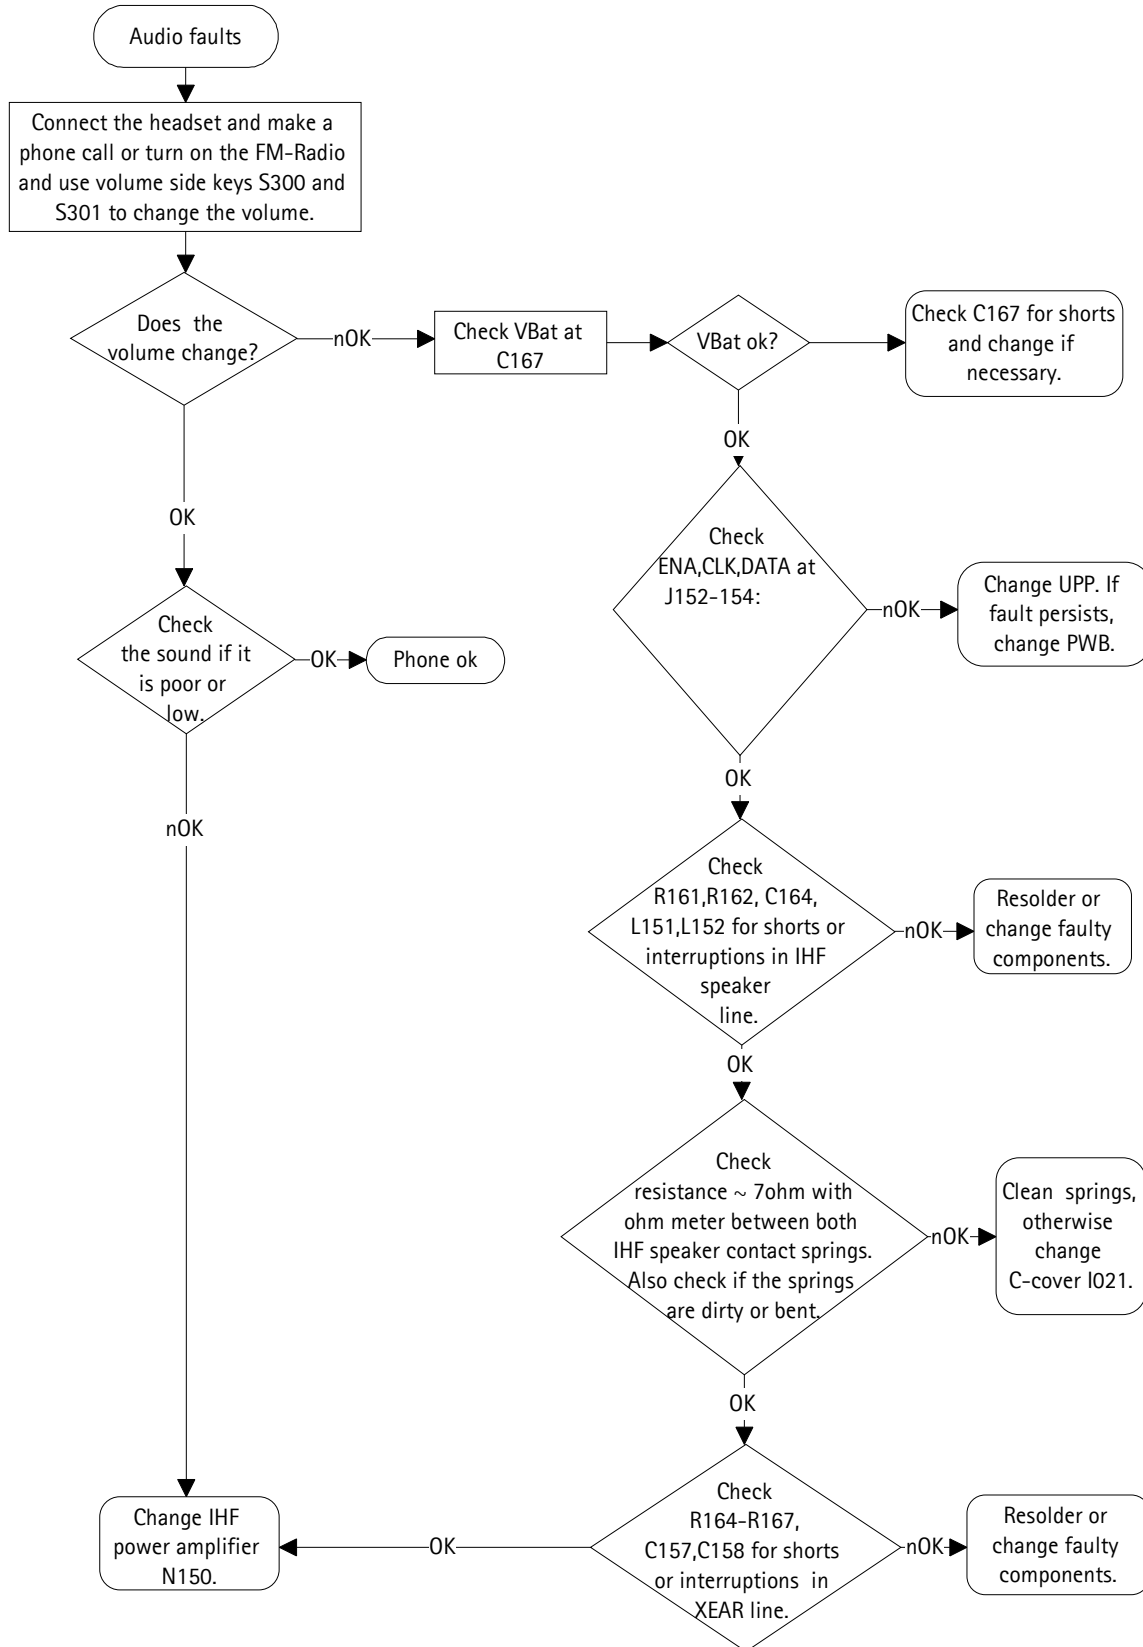 Audio faults
Connect the headset and make a
phone call or turn on the FM-Radio
and use volume side keys S300 and
S301 to change the volume.
Does the
volume change?
nOK
Check VBat at
C167
VBat ok?
Check C167 for shorts
and change if
necessary.
OK
OK
Check
the sound if it
is poor or
low.
OK
Phone ok
nOK
Check
ENA,CLK,DATA at
J152-154:
nOK
Change UPP. If
fault persists,
change PWB.
OK
Check
R161,R162, C164,
L151,L152 for shorts or
interruptions in IHF
speaker
line.
nOK
Resolder or
change faulty
components.
OK
Check
resistance ~ 7ohm with
ohm meter between both
IHF speaker contact springs.
Also check if the springs
are dirty or bent.
nOK
Clean springs,
otherwise
change
C-cover I021.
OK
Check
R164-R167,
C157,C158 for shorts
or interruptions in
XEAR line.
nOK
Resolder or
change faulty
components.
OK
Change IHF
power amplifier
N150.